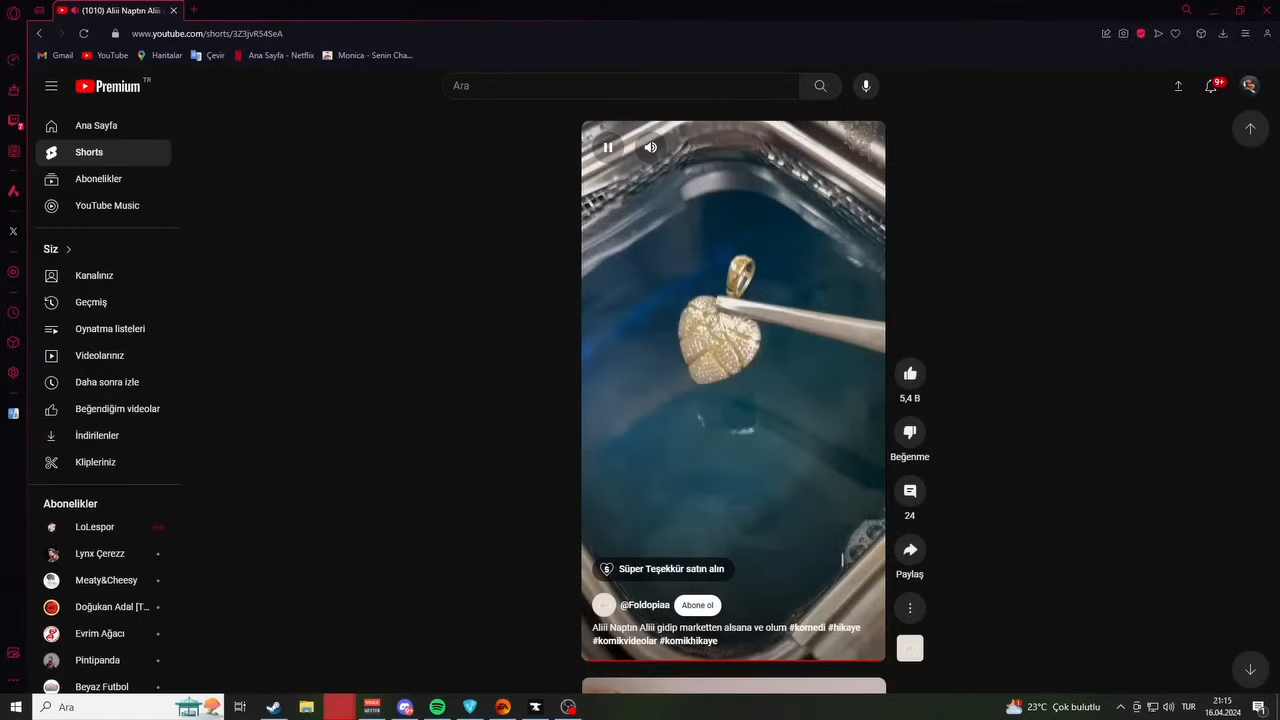 (1010) Aliii Naptın Aliii
www.youtube.com/shorts/3Z3jvRS4SeA
Gmail
YouTube
Haritalar
Çevir
Ana Sayfa - Netflix
Monica - Senin Cha...
Premium TR
Ara
9+
Ana Sayfa
Shorts
Abonelikler
YouTube Music
Siz
Kanalınız
Geçmiş
Oynatma listeleri
Videolarınız
Daha sonra izle
Beğendiğim videolar
İndirilenler
Klipleriniz
Abonelikler
LoLespor
Lynx Çerezz
Meaty&Cheesy
Doğukan Adal [T...
Evrim Ağacı
Pintipanda
Beyaz Futbol
5,4 B
Beğenme
24
Paylaş
Süper Teşekkür satın alın
@Foldopiaa
Abone ol
Aliii Naptın Aliii gidip marketten alsana ve olum #komedi #hikaye
#komikvideolar #komikhikaye
Ara
23°C Çok bulutlu
TUR
21:15
16.04.2024